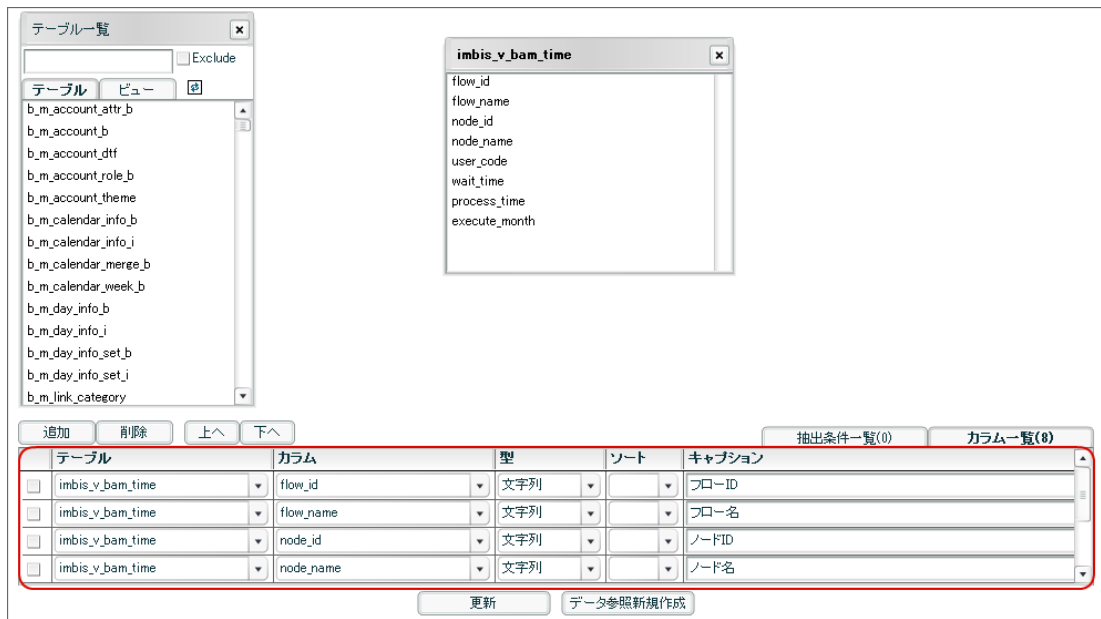 テーブル一覧
Exclude
テーブル ビュー
b_m_account_attr_b
b_m_account_b
b_m_account_dtf
b_m_account_role_b
b_m_account_theme
b_m_calendar_info_b
b_m_calendar_info_i
b_m_calendar_merge_b
b_m_calendar_week_b
b_m_day_info_b
b_m_day_info_i
b_m_day_info_set_b
b_m_day_info_set_i
b_m_link_category
imbis_v_bam_time
flow_id
flow_name
node_id
node_name
user_code
wait_time
process_time
execute_month
追加 削除 上へ 下へ 抽出条件一覧(0) カラム一覧(8)
テーブル カラム 型 ソート キャプション
imbis_v_bam_time flow_id 文字列 フローID
imbis_v_bam_time flow_name 文字列 フロー名
imbis_v_bam_time node_id 文字列 ノードID
imbis_v_bam_time node_name 文字列 ノード名
更新 データ参照新規作成